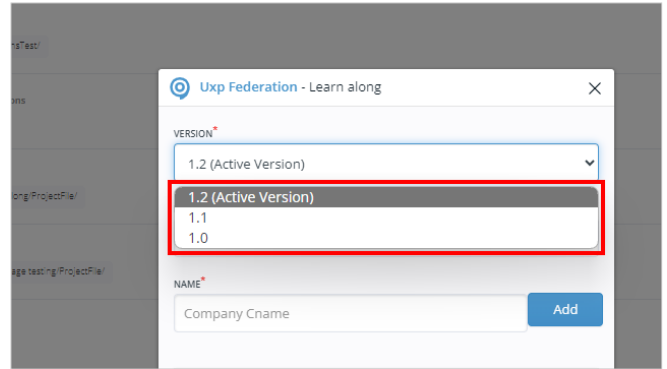 nsTest/
ons
Uxp Federation - Learn along
VERSION*
1.2 (Active Version)
1.2 (Active Version)
1.1
1.0
ong/ProjectFile/
age testing/ProjectFile/
NAME*
Company Cname
Add